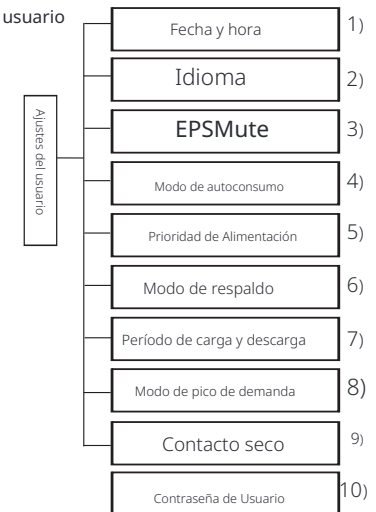 usuario
Ajustes del usuario
Fecha y hora 1)
Idioma 2)
EPSMute 3)
Modo de autoconsumo 4)
Prioridad de Alimentación 5)
Modo de respaldo 6)
Período de carga y descarga 7)
Modo de pico de demanda 8)
Contacto seco 9)
Contraseña de Usuario 10)